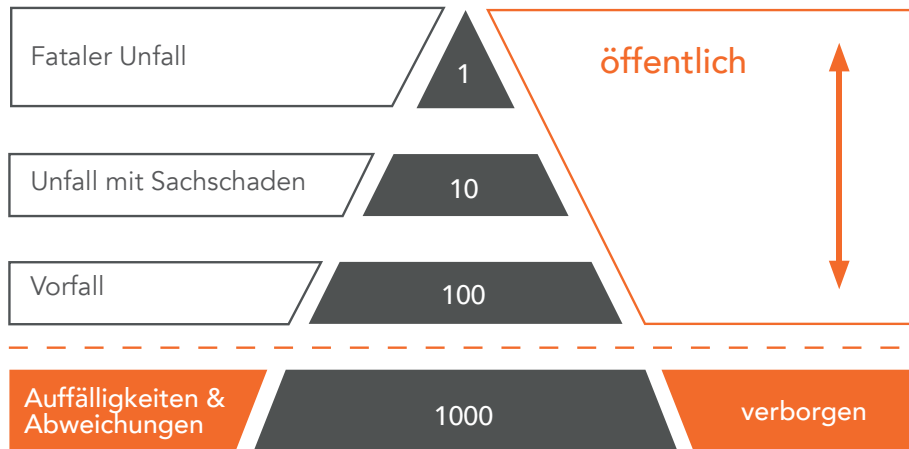 Fataler Unfall
1
öffentlich
Unfall mit Sachschaden
10
Vorfall
100
Auffälligkeiten &
Abweichungen
1000
verborgen